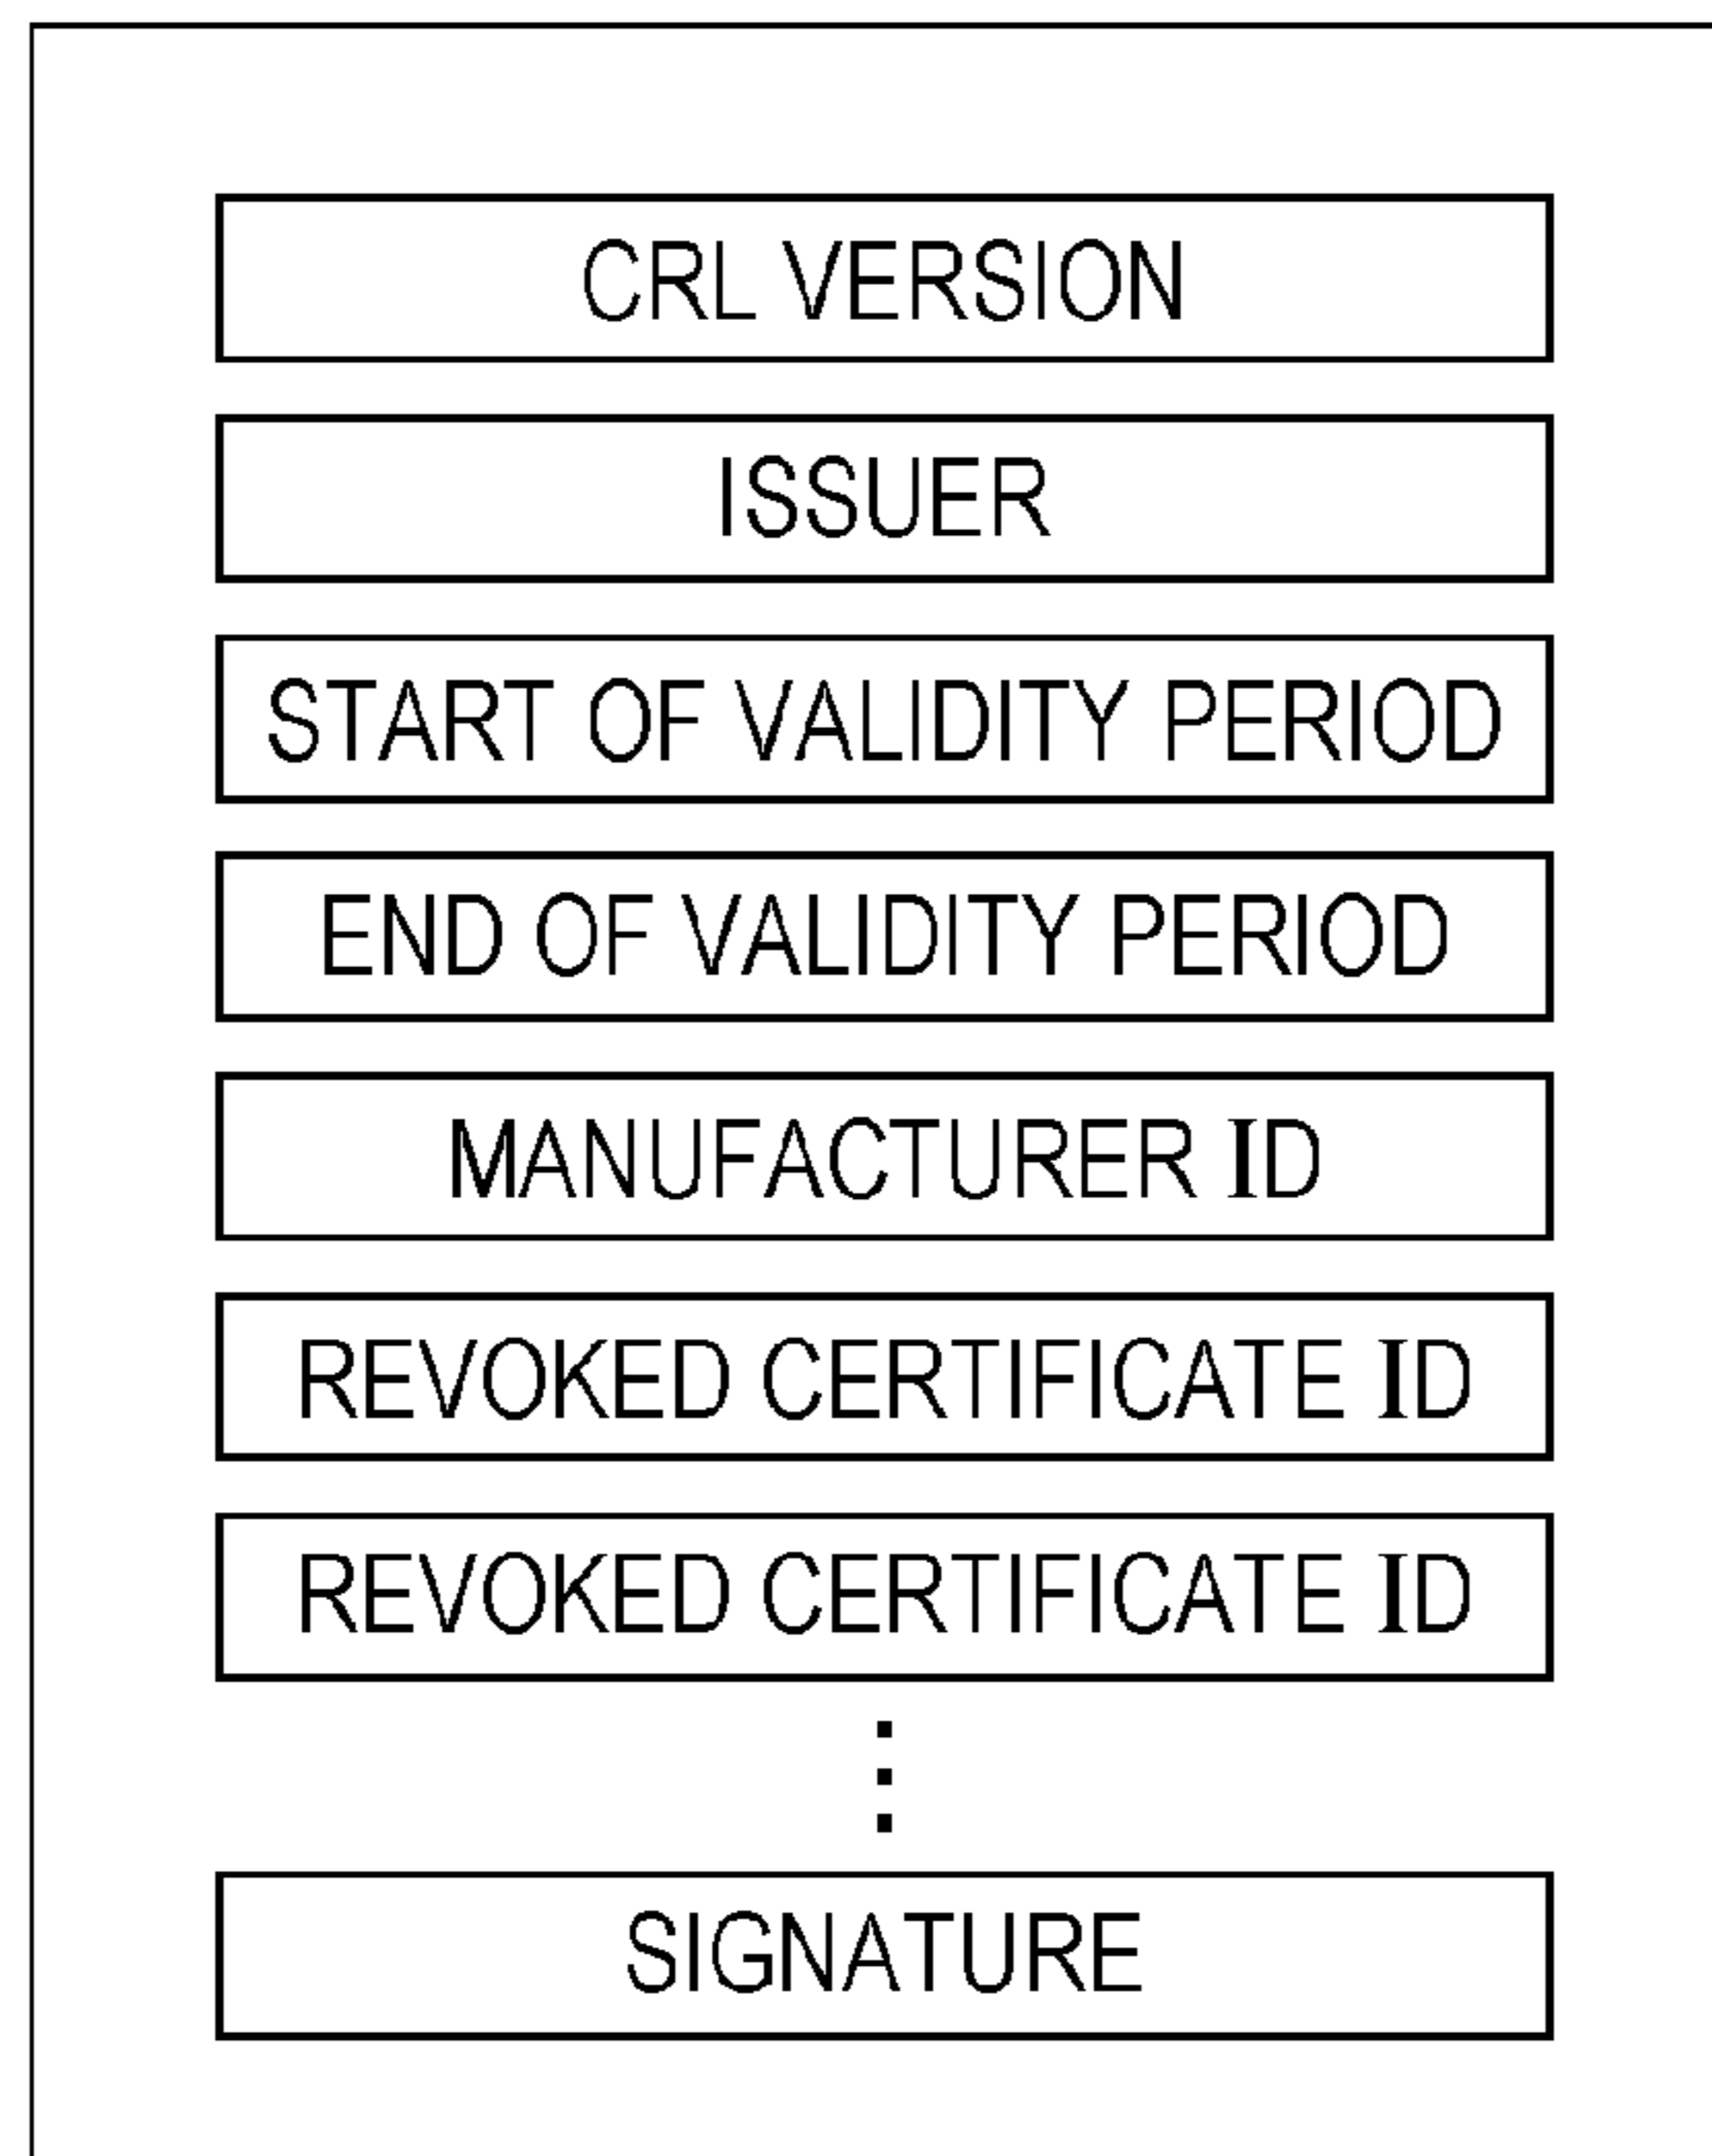 CRL VERSION
ISSUER
START OF VALIDITY PERIOD
END OF VALIDITY PERIOD
MANUFACTURER ID
REVOKED CERTIFICATE ID
REVOKED CERTIFICATE ID
SIGNATURE